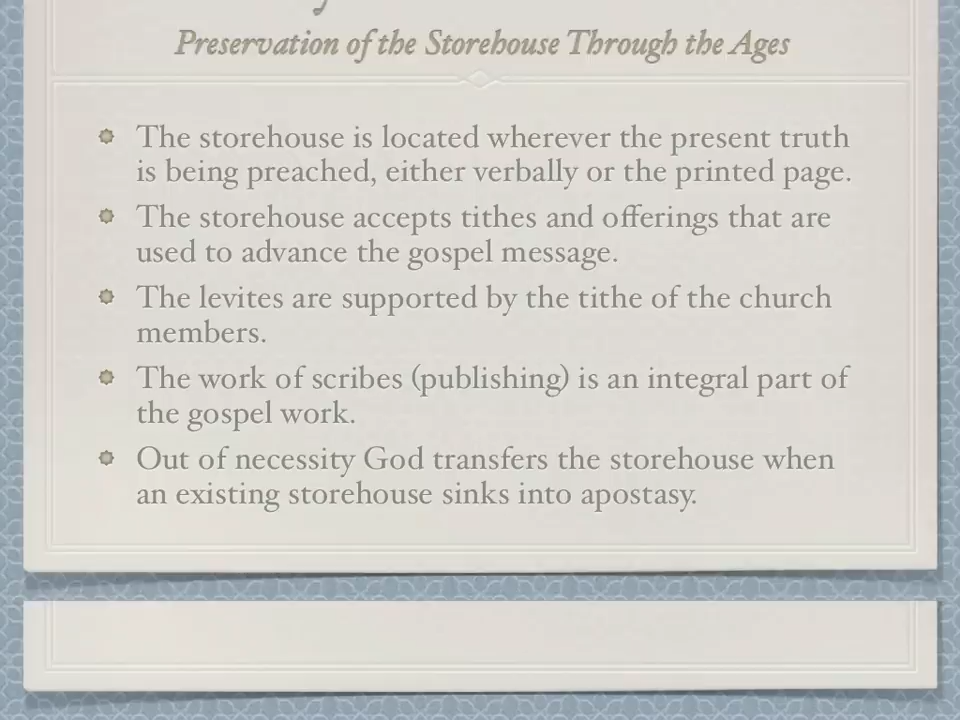 Preservation of the Storehouse Through the Ages
The storehouse is located wherever the present truth
is being preached, either verbally or the printed page.
The storehouse accepts tithes and offerings that are
used to advance the gospel message.
The levites are supported by the tithe of the church
members.
The work of scribes (publishing) is an integral part of
the gospel work.
Out of necessity God transfers the storehouse when
an existing storehouse sinks into apostasy.